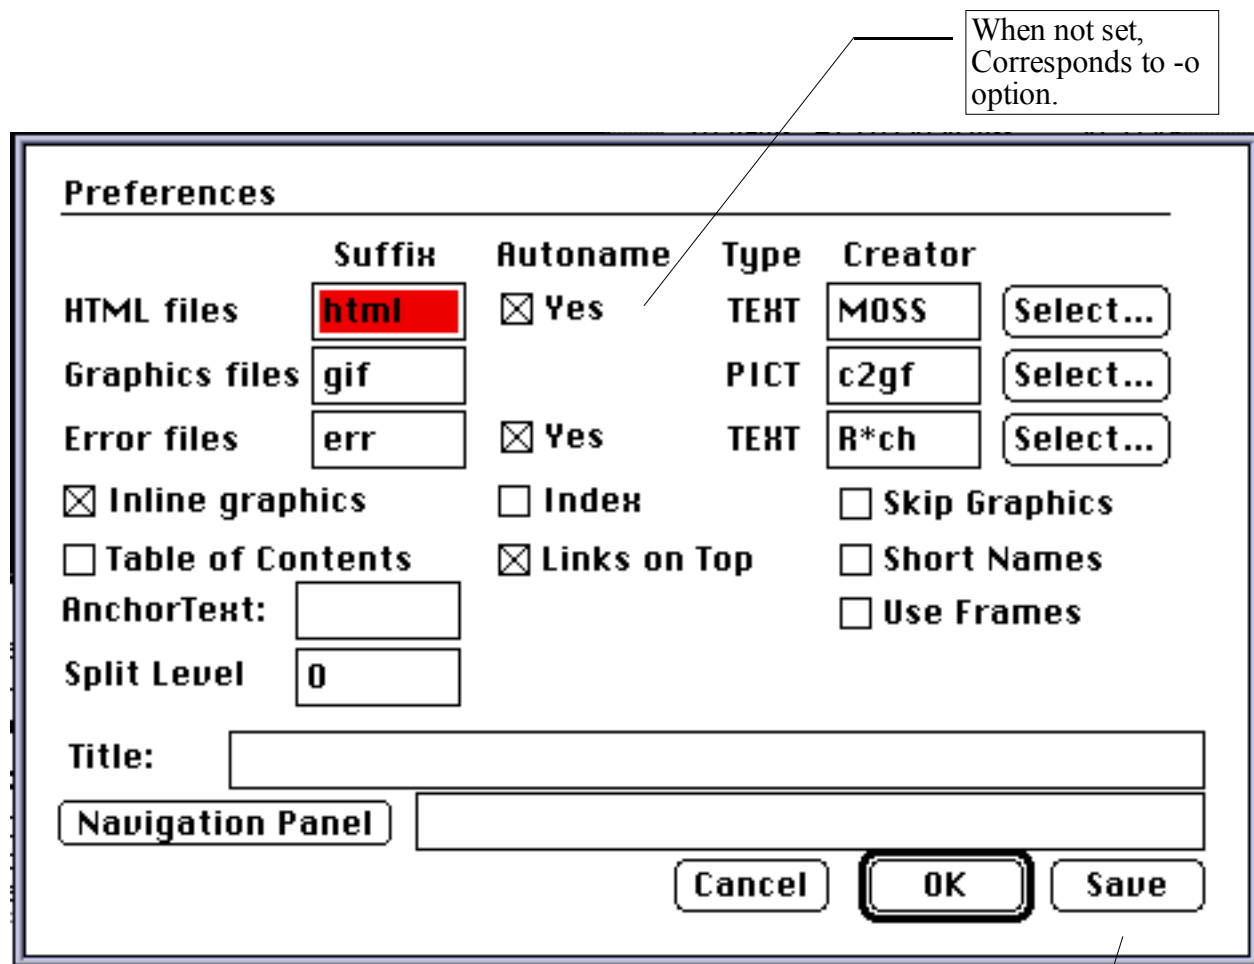 When not set,
Corresponds to -o
option.
Preferences
Suffix Autoname Type Creator
HTML files html Yes TEXT MOSS Select...
Graphics files gif PICT c2gf Select...
Error files err Yes TEXT R*ch Select...
Inline graphics Index Skip Graphics
Table of Contents Links on Top Short Names
AnchorText: Use Frames
Split Level 0
Title:
Navigation Panel
Cancel OK Save